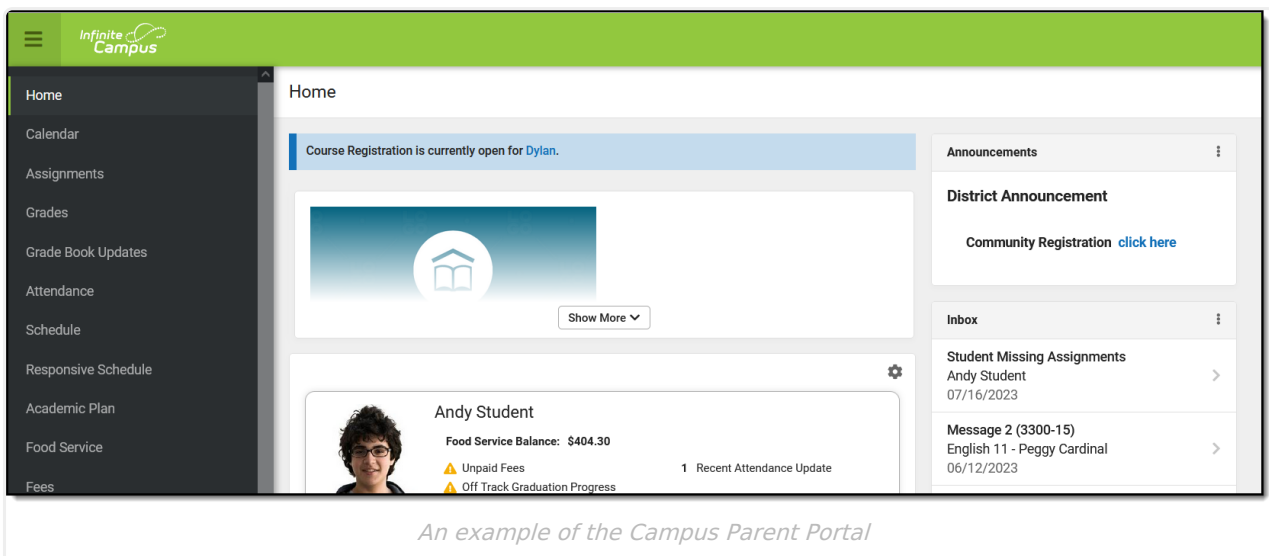 Infinite
Campus
Home
Calendar
Assignments
Grades
Grade Book Updates
Attendance
Schedule
Responsive Schedule
Academic Plan
Food Service
Fees
Home
Course Registration is currently open for Dylan.
Show More
Andy Student
Food Service Balance: $404.30
Unpaid Fees
1 Recent Attendance Update
Off Track Graduation Progress
Announcements
District Announcement
Community Registration click here
Inbox
Student Missing Assignments
Andy Student
07/16/2023
Message 2 (3300-15)
English 11 - Peggy Cardinal
06/12/2023
An example of the Campus Parent Portal